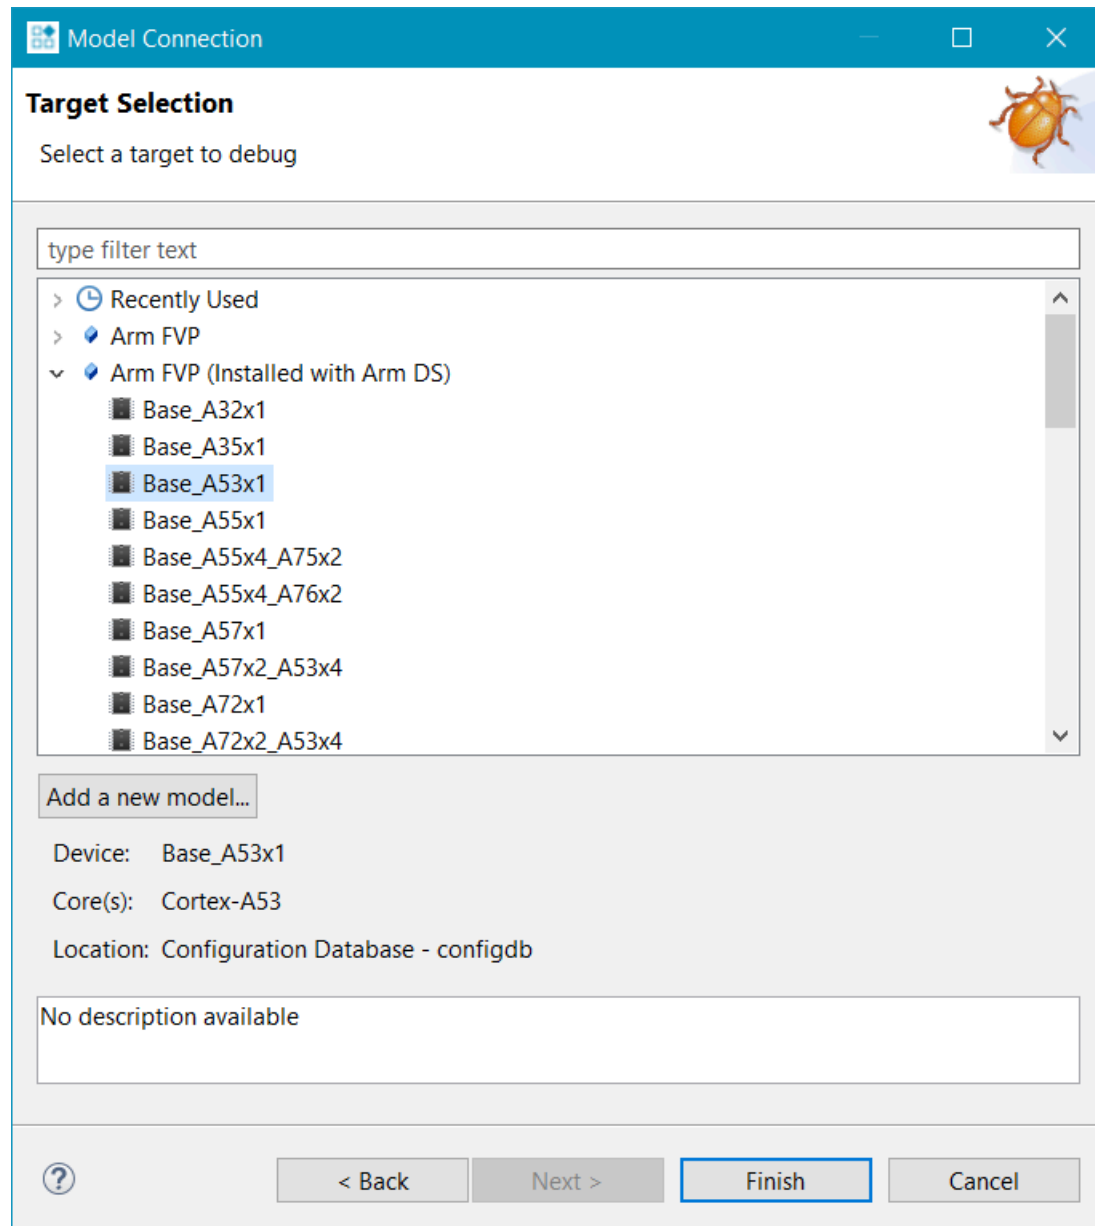 Model Connection
Target Selection
Select a target to debug
type filter text
Recently Used
Arm FVP
Arm FVP (Installed with Arm DS)
Base_A32x1
Base_A35x1
Base_A53x1
Base_A55x1
Base_A55x4_A75x2
Base_A55x4_A76x2
Base_A57x1
Base_A57x2_A53x4
Base_A72x1
Base_A72x2_A53x4
Add a new model...
Device: Base_A53x1
Core(s): Cortex-A53
Location: Configuration Database - configdb
No description available
? < Back Next > Finish Cancel